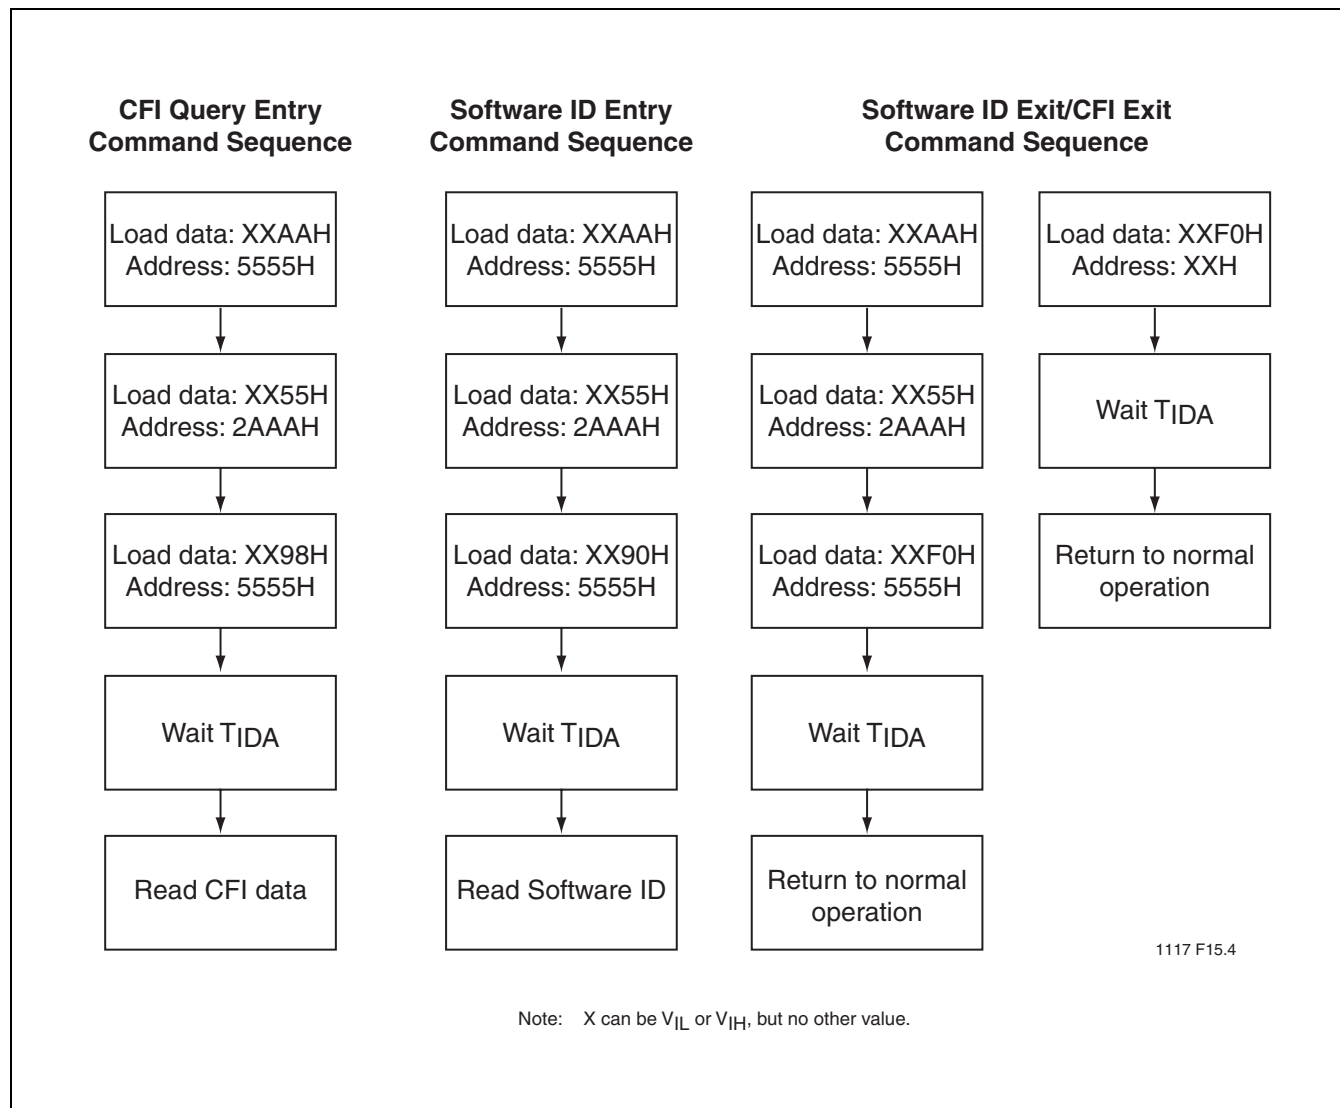 CFI Query Entry
Command Sequence
Load data: XXAAH
Address: 5555H
Load data: XX55H
Address: 2AAAH
Load data: XX98H
Address: 5555H
Wait TIDA
Read CFI data
Software ID Entry
Command Sequence
Load data: XXAAH
Address: 5555H
Load data: XX55H
Address: 2AAAH
Load data: XX90H
Address: 5555H
Wait TIDA
Read Software ID
Software ID Exit/CFI Exit
Command Sequence
Load data: XXAAH
Address: 5555H
Load data: XX55H
Address: 2AAAH
Load data: XXF0H
Address: 5555H
Wait TIDA
Return to normal
operation
Load data: XXF0H
Address: XXH
Wait TIDA
Return to normal
operation
1117 F15.4
Note: X can be VIL or VIH, but no other value.